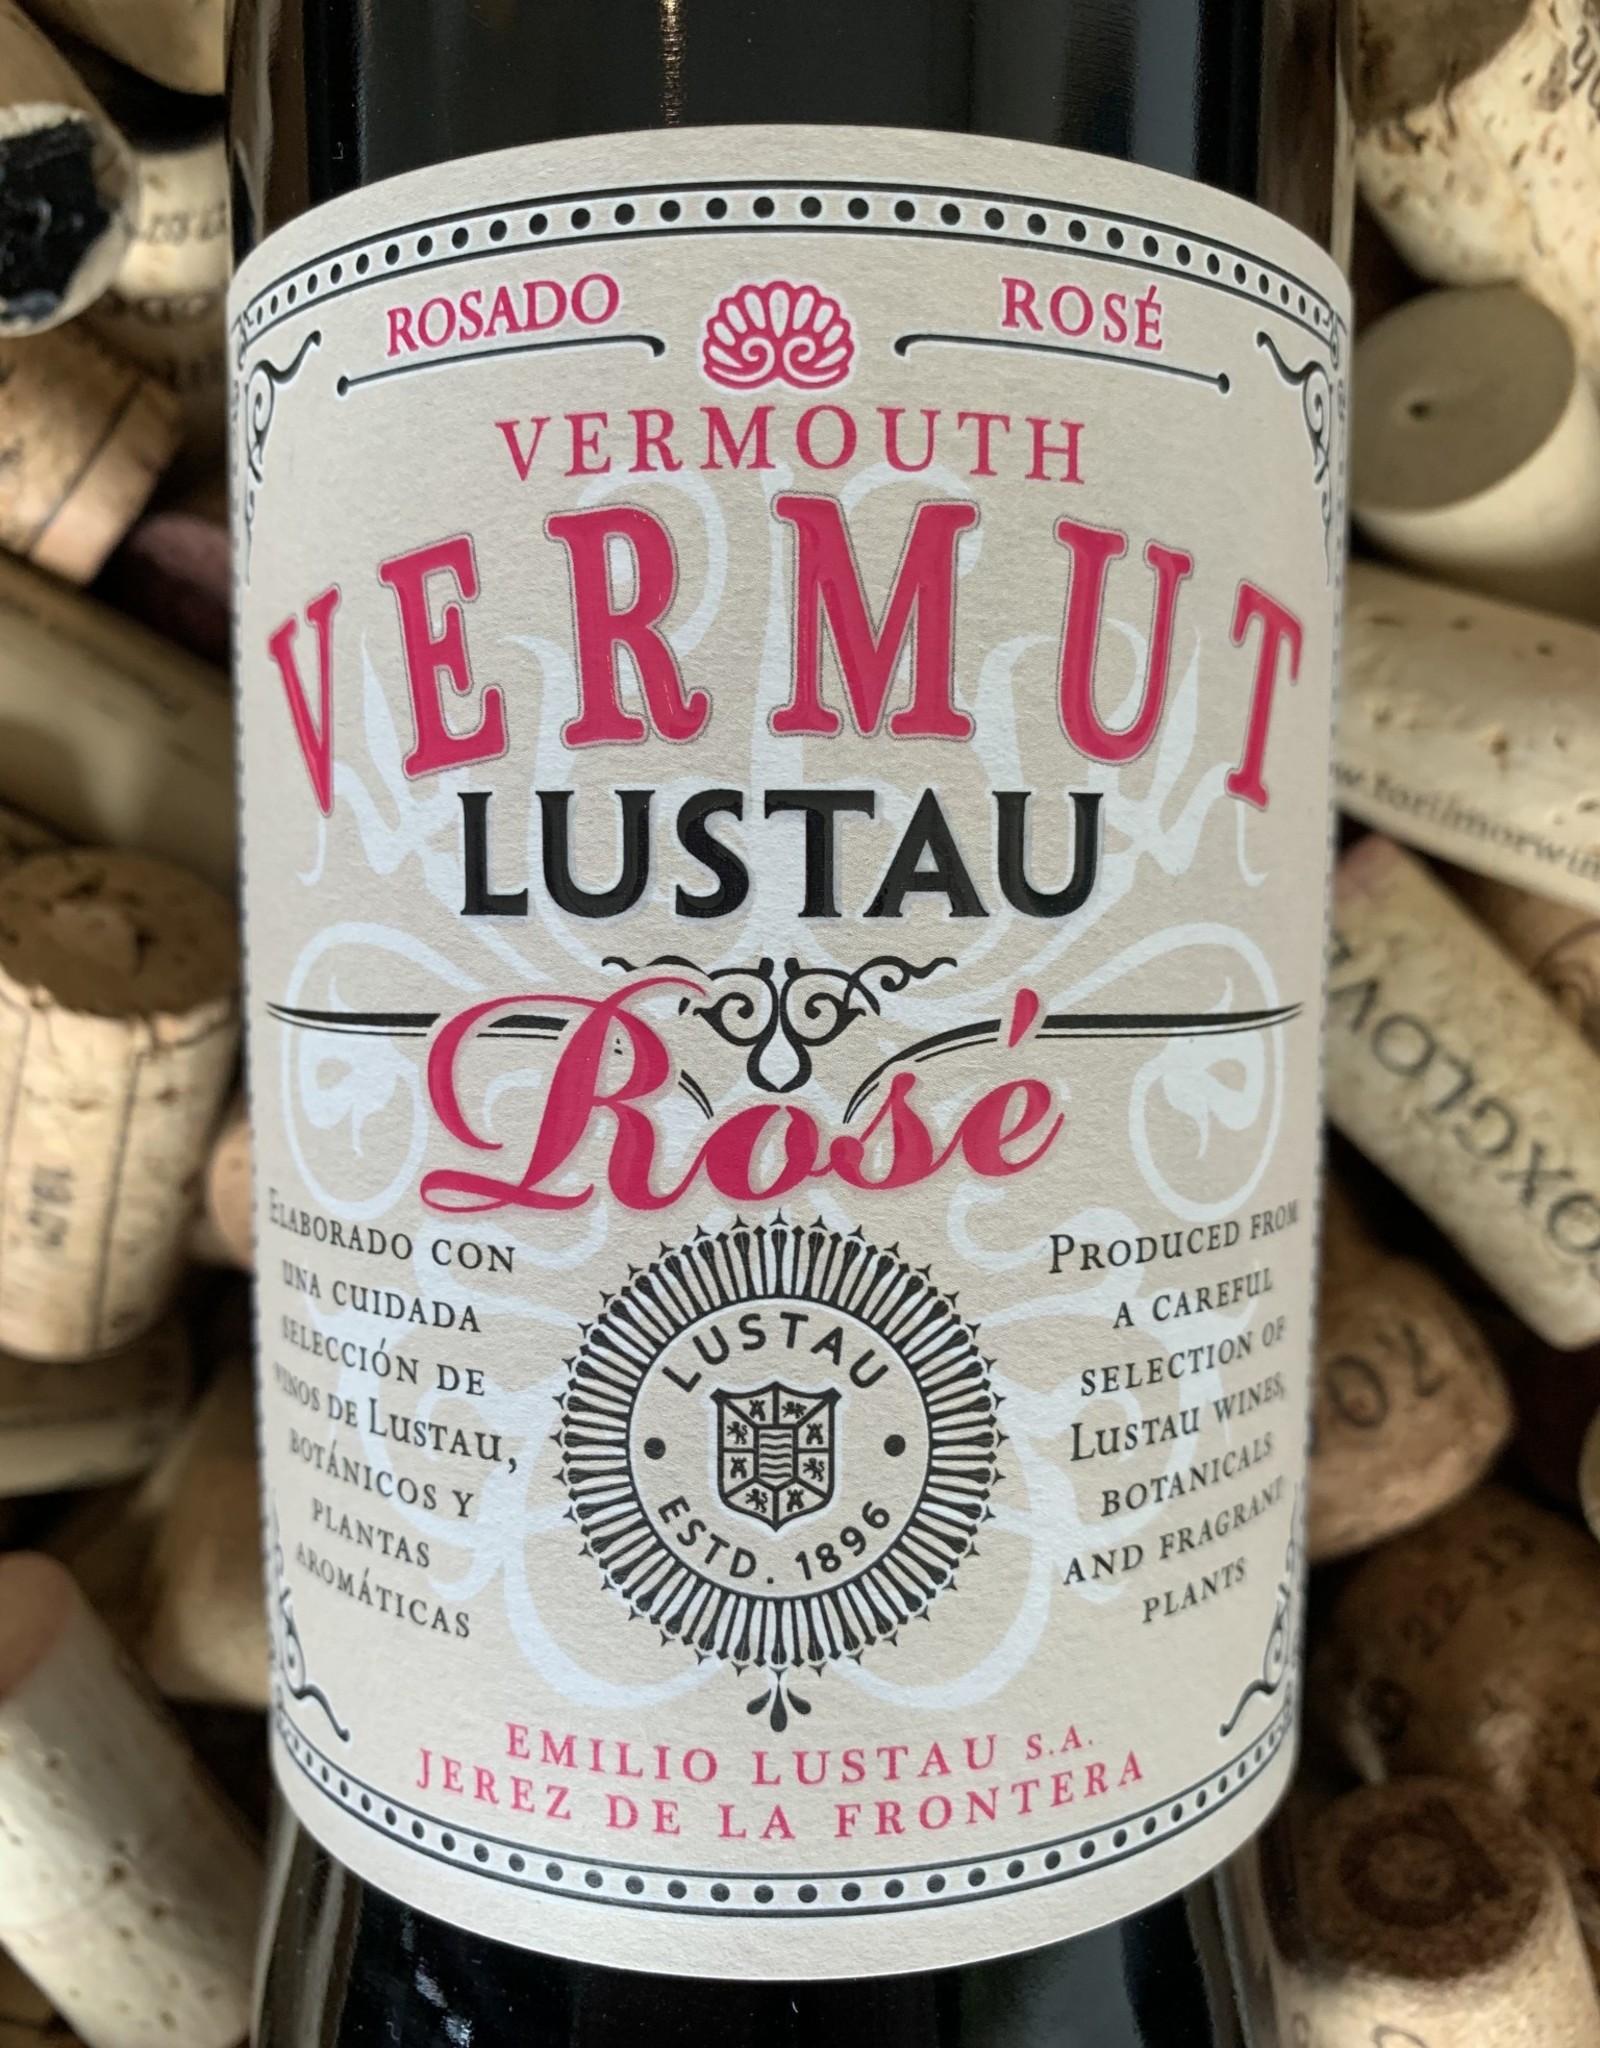 ROSADO
ROSÉ
VERMOUTH
VERMUT
LUSTAU
Rosé
ELABORADO CON
UNA CUIDADA
SELECCIÓN DE
VINOS DE LUSTAU,
BOTÁNICOS Y
PLANTAS
AROMÁTICAS
LUSTAU
ESTD. 1896
PRODUCED FROM
A CAREFUL
SELECTION OF
LUSTAU WINES,
BOTANICALS
AND FRAGRANT
PLANTS
EMILIO LUSTAU S.A.
JEREZ DE LA FRONTERA